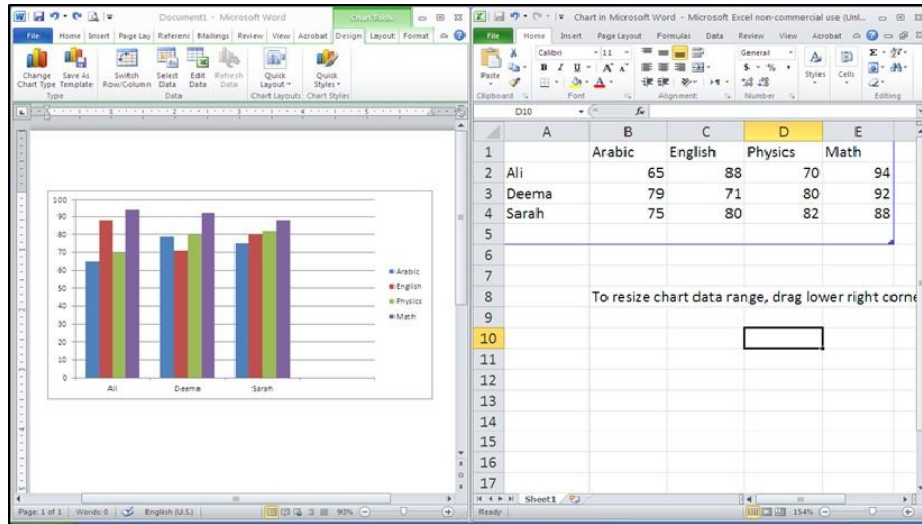 Document1 - Microsoft Word
Chart Tools
File Home Insert Page Lay Referenc Mailings Review View Acrobat Design Layout Format
Change Chart Type
Save As Template
Switch Row/Column
Select Data
Edit Data
Refresh Data
Quick Layout
Quick Styles
Type Data Chart Layouts Chart Styles
100
90
80
70
60
50
40
30
20
10
0
Ali Deema Sarah
Arabic
English
Physics
Math
Page: 1 of 1 Words: 0 English (U.S.) 90%
Chart in Microsoft Word - Microsoft Excel non-commercial use (Unl...
File Home Insert Page Layout Formulas Data Review View Acrobat
Paste
Calibri 11
General
Styles
Cells
Clipboard Font Alignment Number Editing
D10 fx
A B C D E
1 Arabic English Physics Math
2 Ali 65 88 70 94
3 Deema 79 71 80 92
4 Sarah 75 80 82 88
5
6
7
8 To resize chart data range, drag lower right corne
9
10
11
12
13
14
15
16
17
Sheet1
Ready 154%